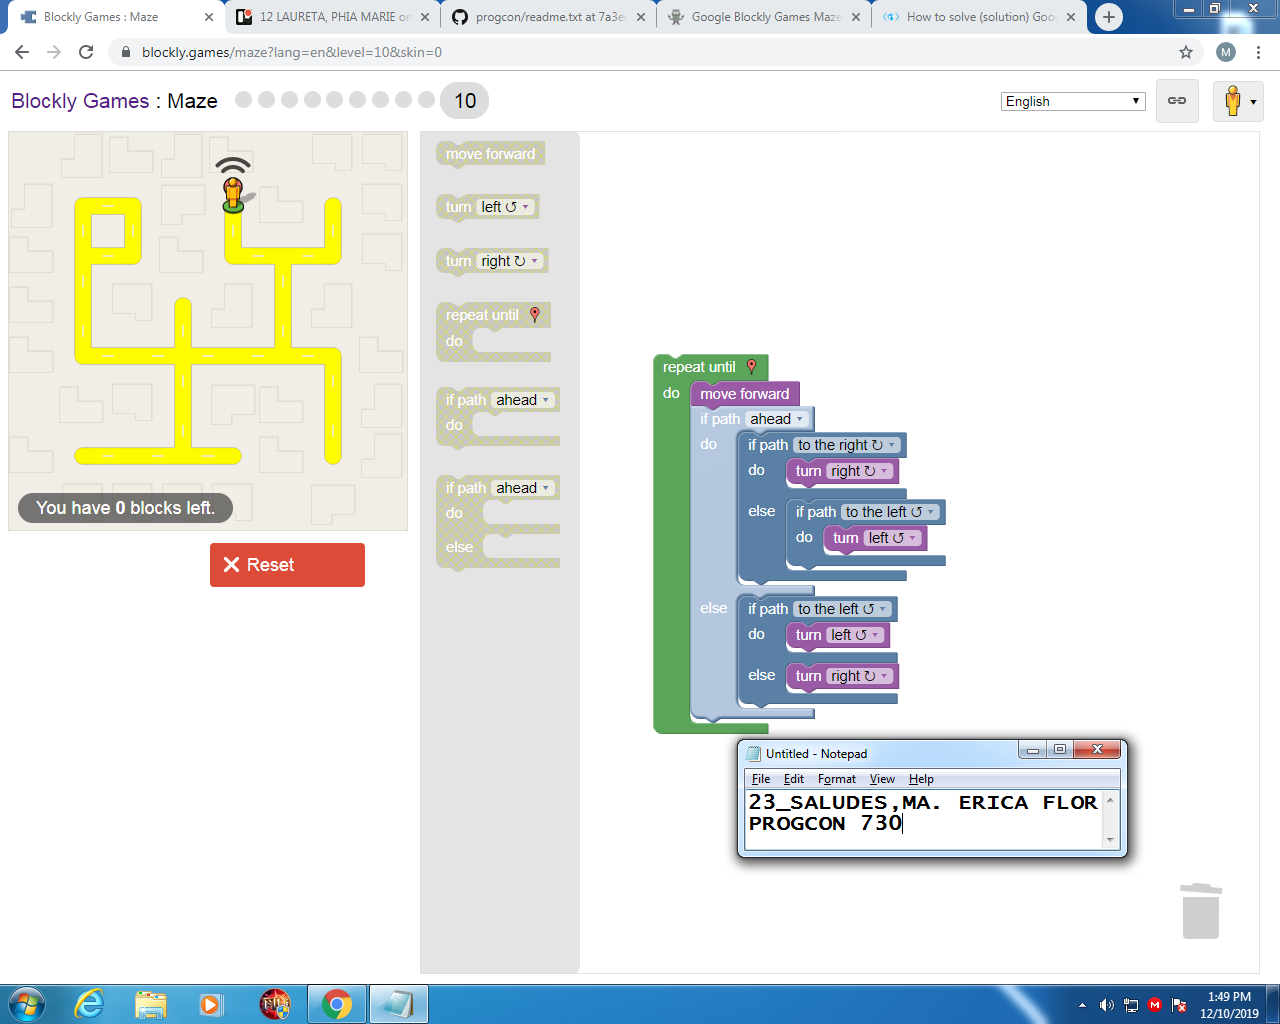 Blockly Games : Maze
12 LAURETA, PHIA MARIE on
progcon/readme.txt at 7a3e
Google Blockly Games Maze
How to solve (solution) Goo
blockly.games/maze?lang=en&level=10&skin=0
M
Blockly Games : Maze
10
English
move forward
turn left ↺
turn right ↻
repeat until
do
if path ahead
do
if path ahead
do
else
You have 0 blocks left.
Reset
repeat until
do move forward
if path ahead
do if path to the right ↻
do turn right ↻
else if path to the left ↺
do turn left ↺
else if path to the left ↺
do turn left ↺
else turn right ↻
Untitled - Notepad
File Edit Format View Help
23_SALUDES,MA. ERICA FLOR
PROGCON 730
1:49 PM
12/10/2019